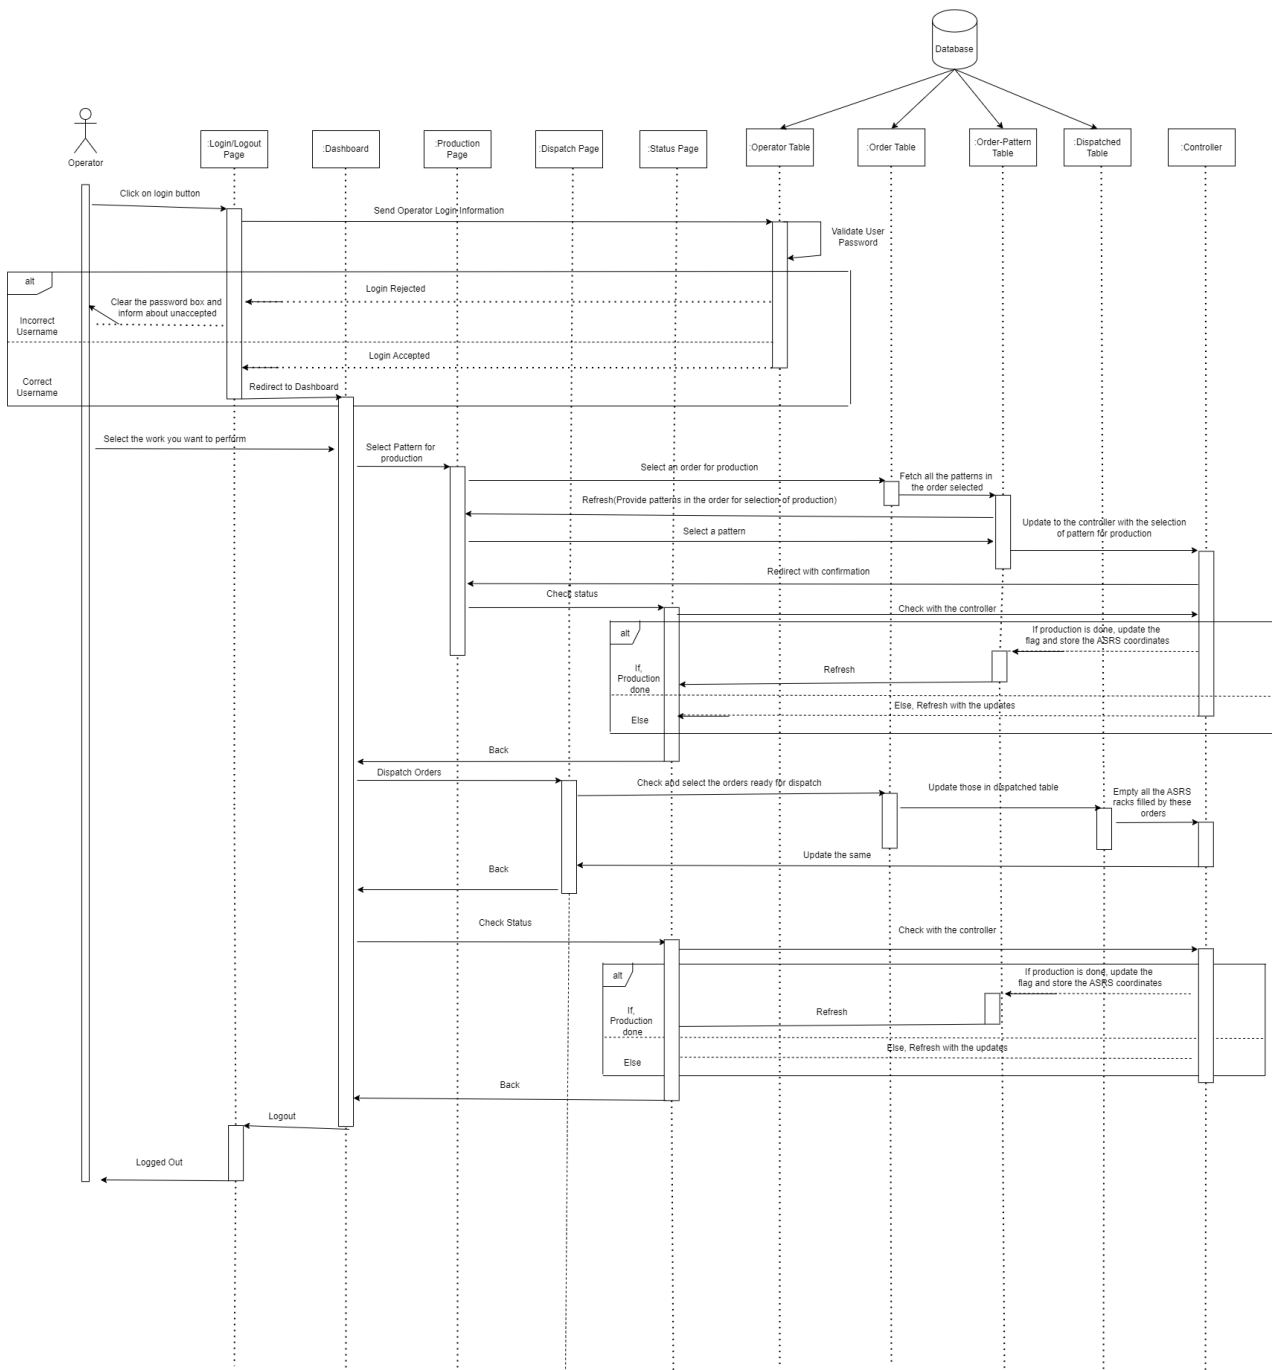 Database
Operator
:Login/Logout
Page
:Dashboard
:Production
Page
:Dispatch Page
:Status Page
:Operator Table
:Order Table
:Order-Pattern
Table
:Dispatched
Table
:Controller
Click on login button
Send Operator Login Information
Validate User
Password
alt
Login Rejected
Clear the password box and
inform about unaccepted
Incorrect
Username
Login Accepted
Correct
Username
Redirect to Dashboard
Select the work you want to perform
Select Pattern for
production
Select an order for production
Fetch all the patterns in
the order selected
Refresh(Provide patterns in the order for selection of production)
Select a pattern
Update to the controller with the selection
of pattern for production
Redirect with confirmation
Check status
Check with the controller
alt
If production is done, update the
flag and store the ASRS coordinates
If,
Production
done
Refresh
Else, Refresh with the updates
Else
Back
Dispatch Orders
Check and select the orders ready for dispatch
Update those in dispatched table
Empty all the ASRS
racks filled by these
orders
Update the same
Back
Check Status
Check with the controller
alt
If production is done, update the
flag and store the ASRS coordinates
If,
Production
done
Refresh
Else, Refresh with the updates
Else
Back
Logout
Logged Out